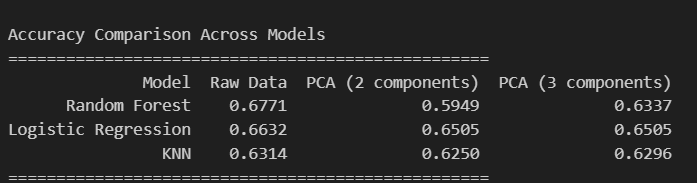 Accuracy Comparison Across Models
==================================================
Model Raw Data PCA (2 components) PCA (3 components)
Random Forest 0.6771 0.5949 0.6337
Logistic Regression 0.6632 0.6505 0.6505
KNN 0.6314 0.6250 0.6296
==================================================